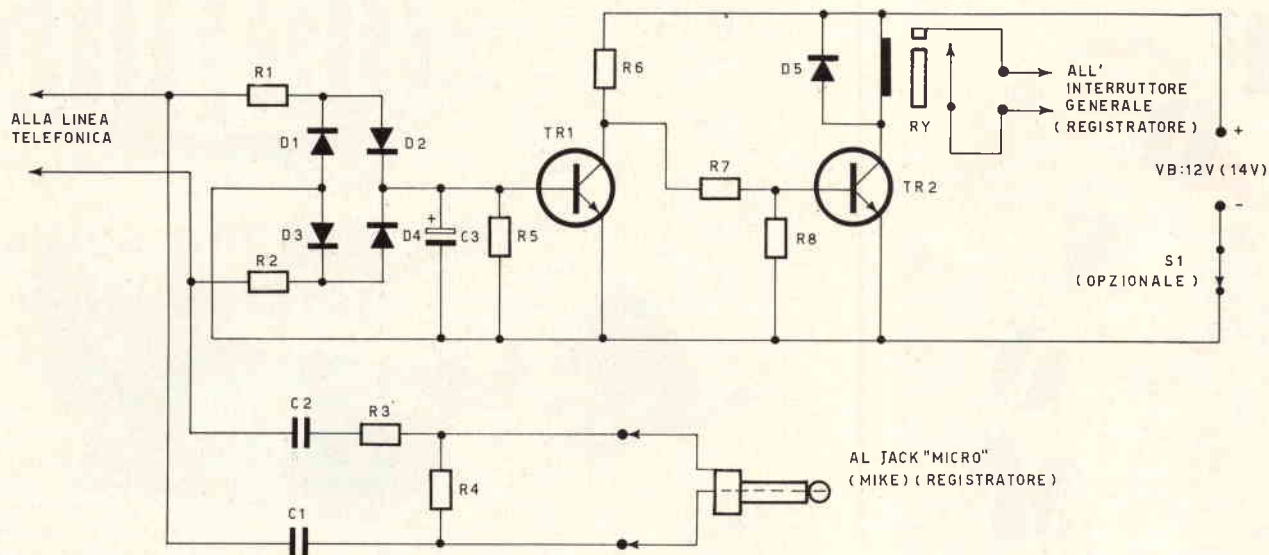 ALLA LINEA
TELEFONICA
R1
D1
D2
D3
D4
R2
+
C3
R5
TR1
R6
R7
R8
D5
TR2
RY
ALL'
INTERRUTTORE
GENERALE
(REGISTRATORE)
+
VB:12V(14V)
-
S1
(OPZIONALE)
C2
R3
R4
C1
AL JACK "MICRO"
(MIKE)(REGISTRATORE)